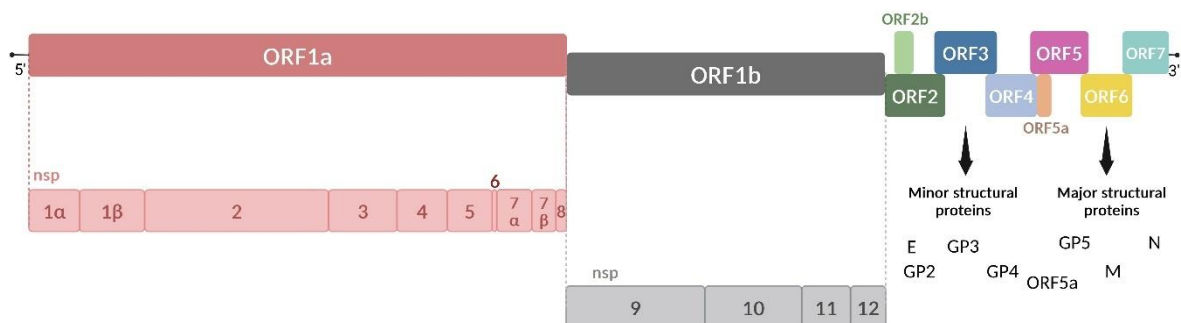 ORF2b
5'
ORF1a
ORF1b
ORF3
ORF5
ORF7
3'
ORF2
ORF4
ORF6
ORF5a
nsp
6
1α
1β
2
3
4
5
7
α
7
β
8
Minor structural
proteins
Major structural
proteins
E
GP3
GP5
N
GP2
GP4
ORF5a
M
nsp
9
10
11
12